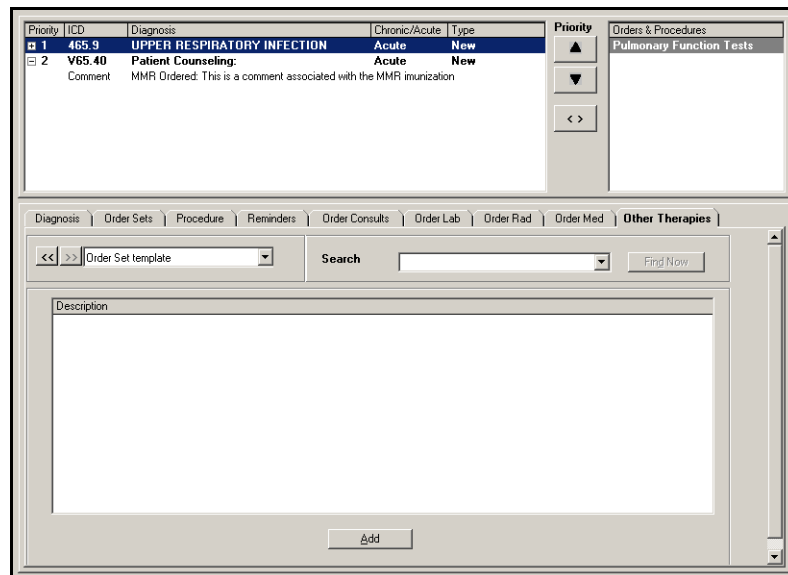 Priority ICD Diagnosis Chronic/Acute Type Priority Orders & Procedures
1 465.9 UPPER RESPIRATORY INFECTION Acute New Pulmonary Function Tests
2 V65.40 Patient Counseling: Acute New
Comment MMR Ordered: This is a comment associated with the MMR imunization
< >
Diagnosis Order Sets Procedure Reminders Order Consults Order Lab Order Rad Order Med Other Therapies
<< >> Order Set template Search Find Now
Description
Add